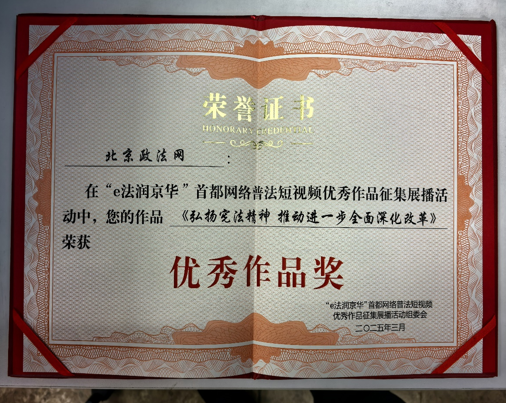 荣誉证书
HONORARY CREDENTIAL
北京政法网：
在“e法润京华”首都网络普法短视频优秀作品征集展播活
动中，您的作品 《弘扬宪法精神 推动进一步全面深化改革》
荣获
优秀作品奖
“e法润京华”首都网络普法短视频
优秀作品征集展播活动组委会
二〇二五年三月